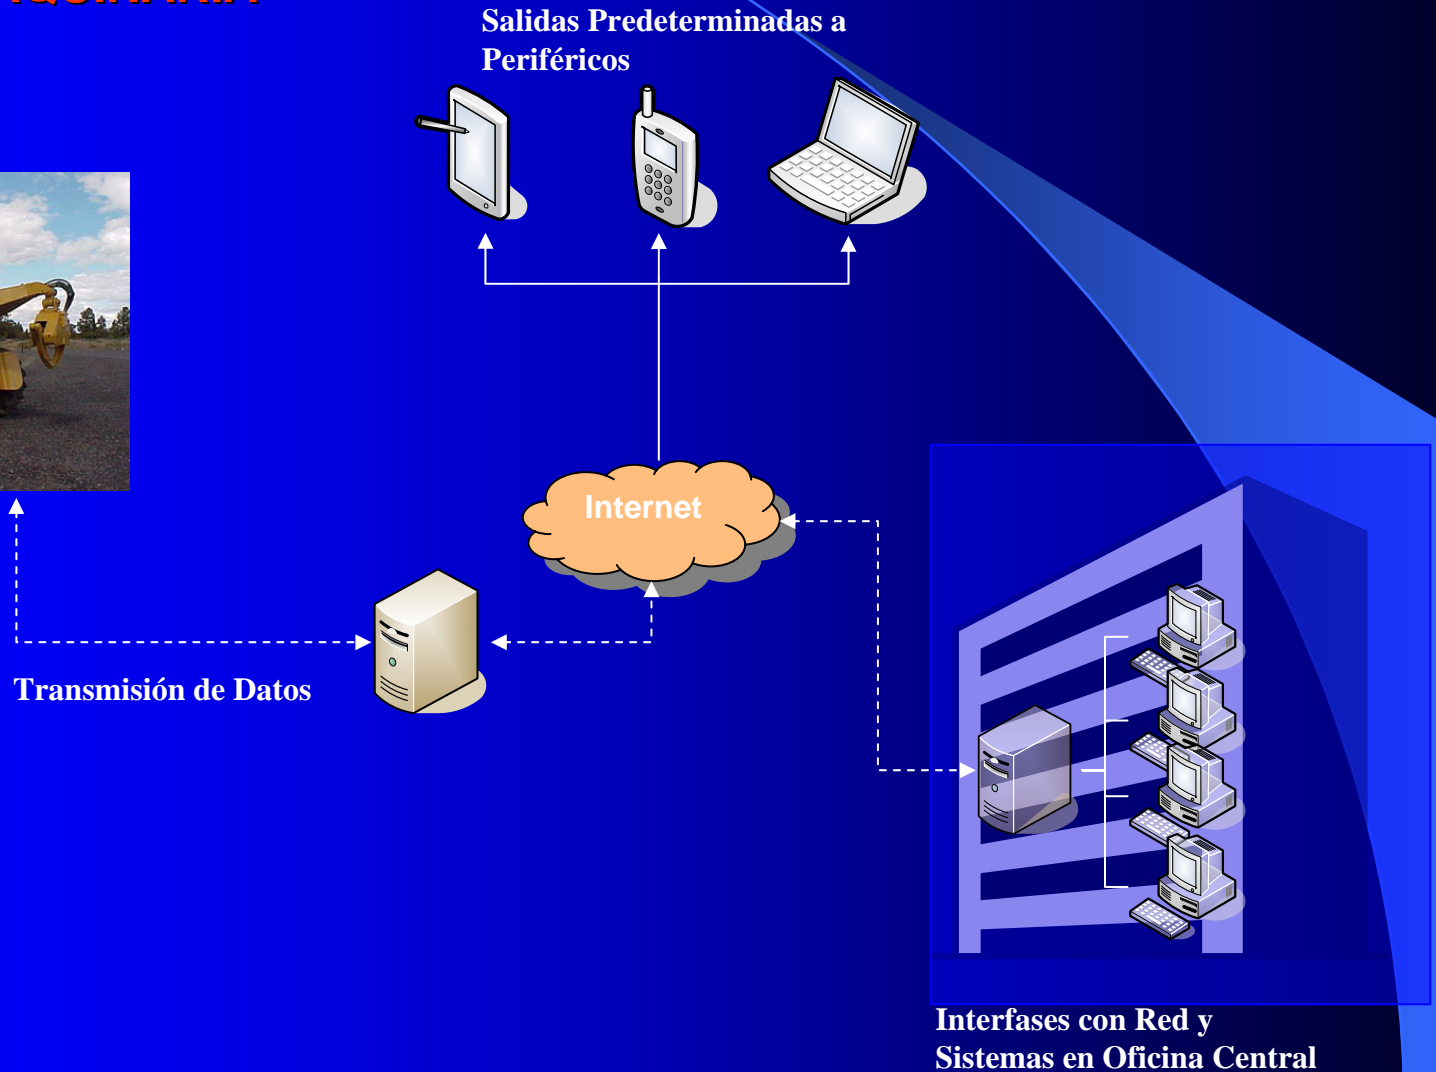 Salidas Predeterminadas a
Periféricos
Internet
Transmisión de Datos
Interfases con Red y
Sistemas en Oficina Central